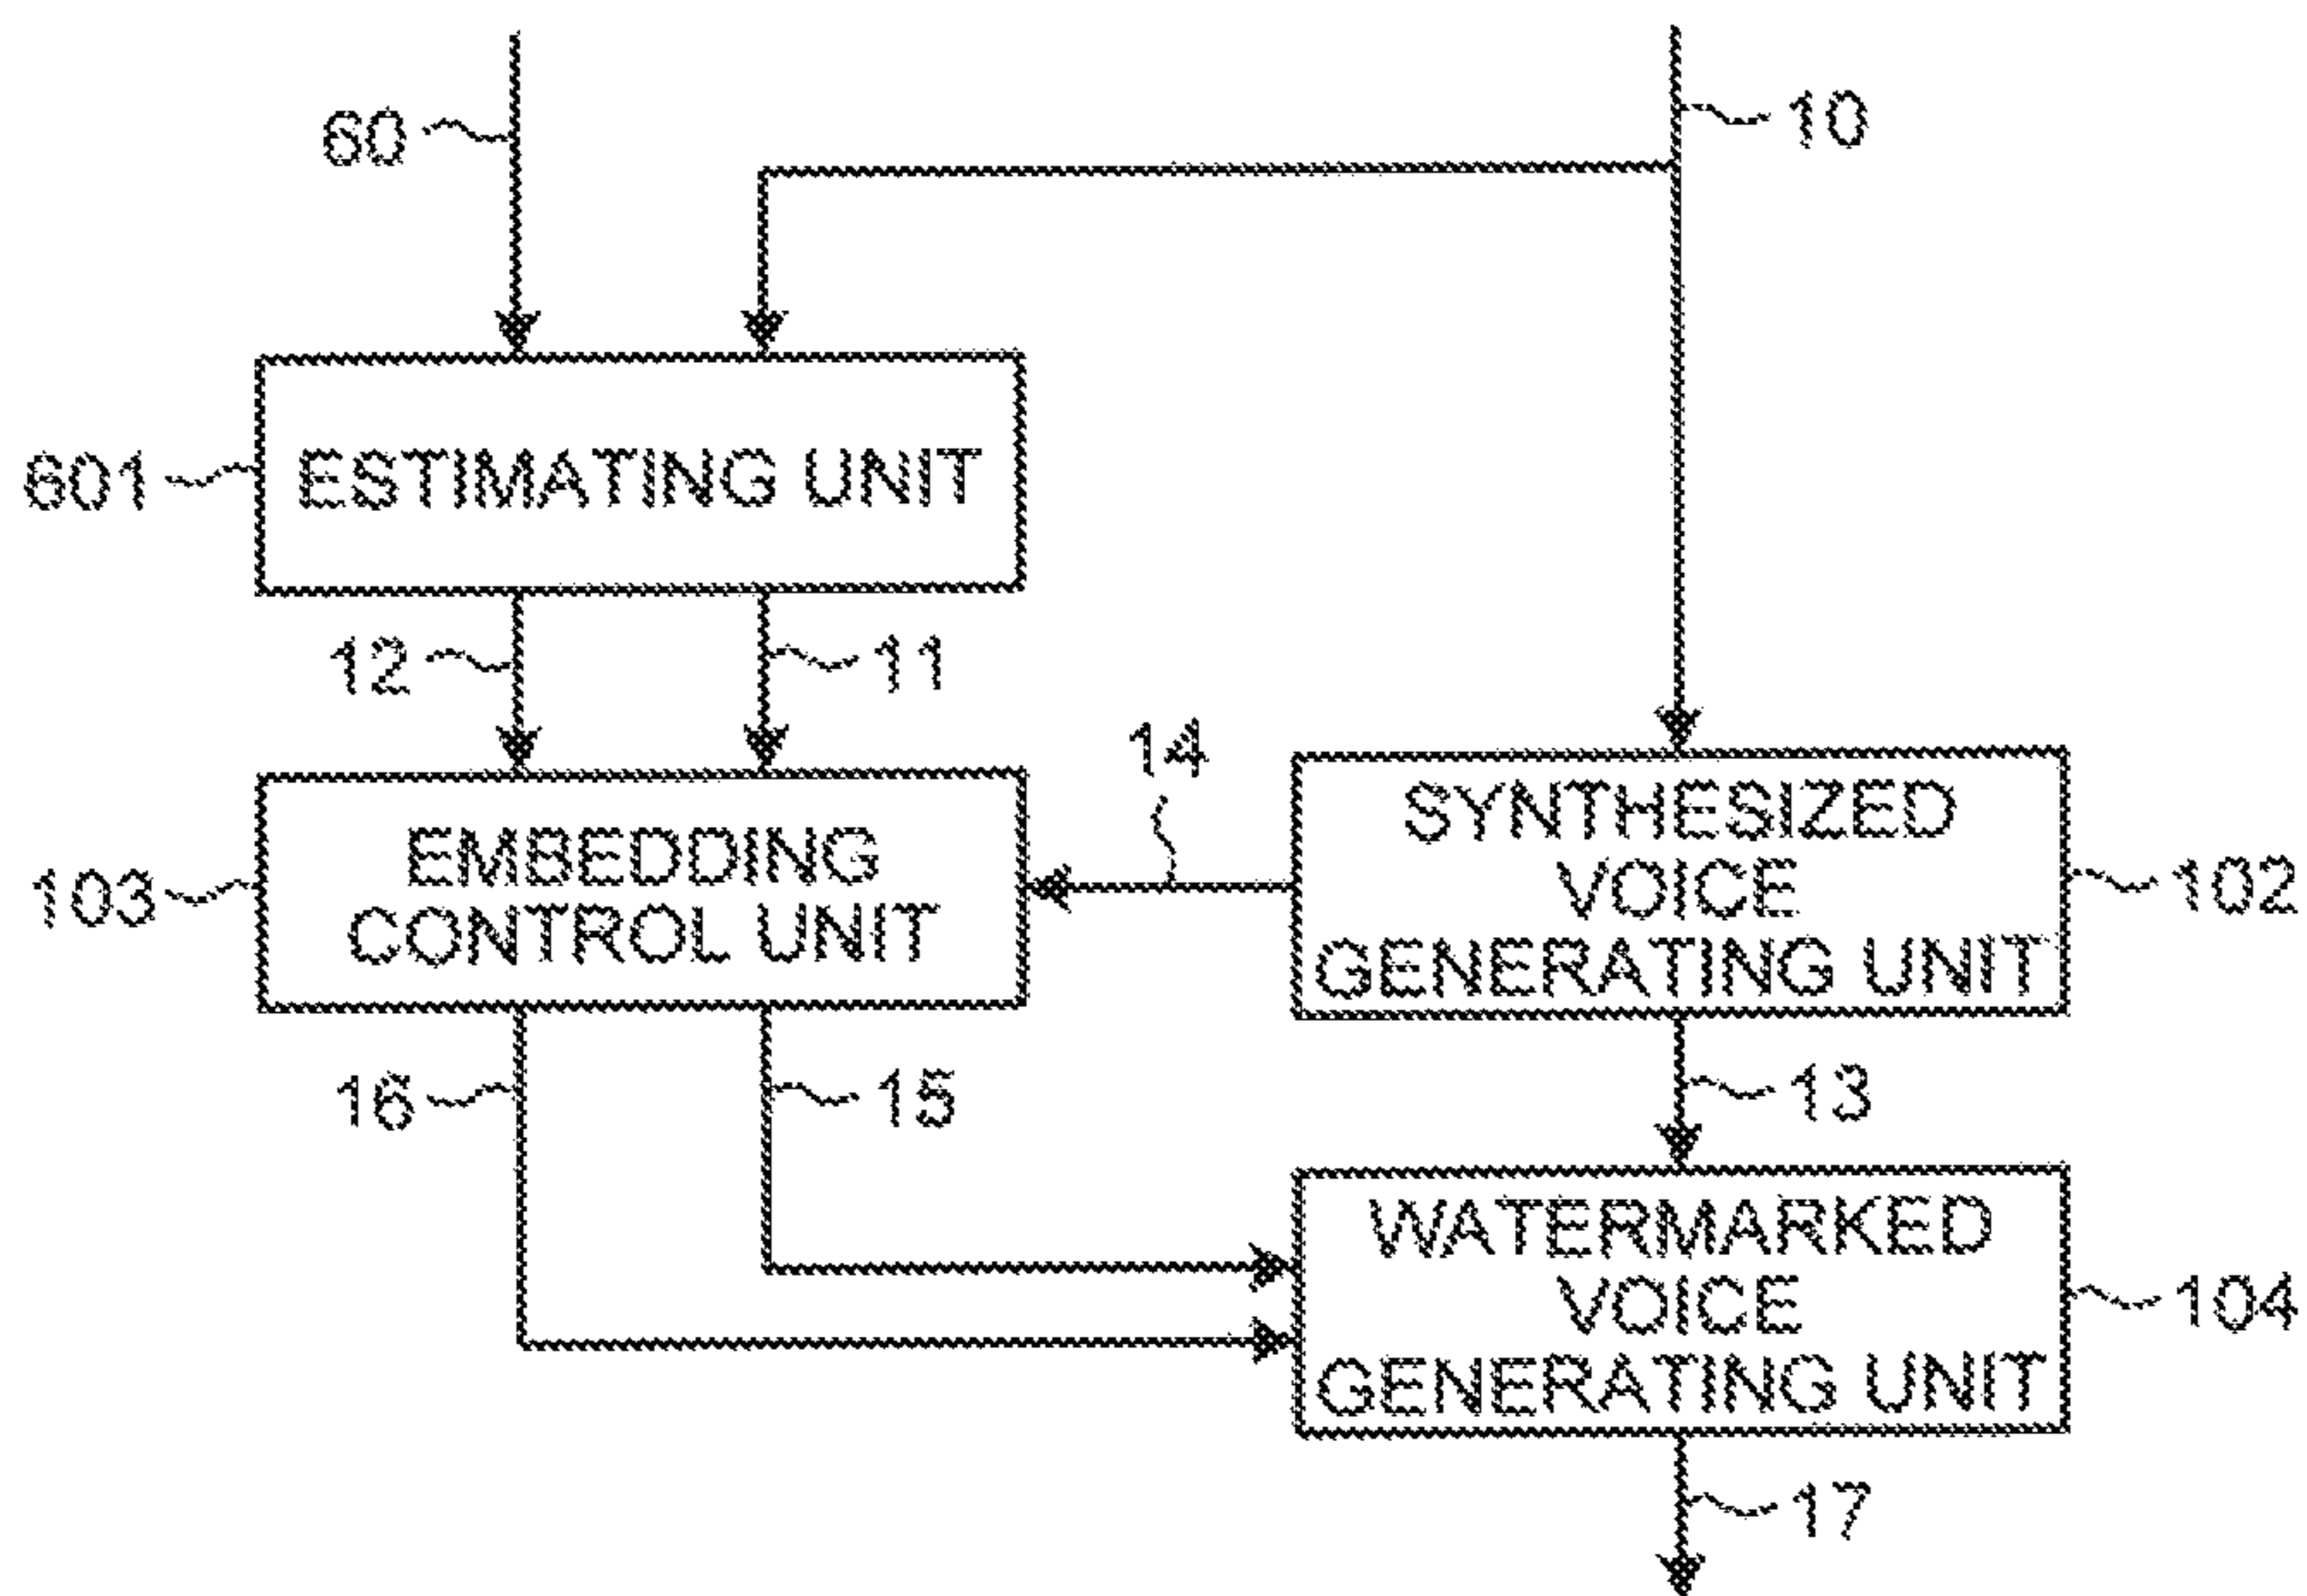 60
10
601
ESTIMATING UNIT
12
11
14
103
EMBEDDING
CONTROL UNIT
SYNTHESIZED
VOICE
GENERATING UNIT
102
16
15
13
WATERMARKED
VOICE
GENERATING UNIT
104
17